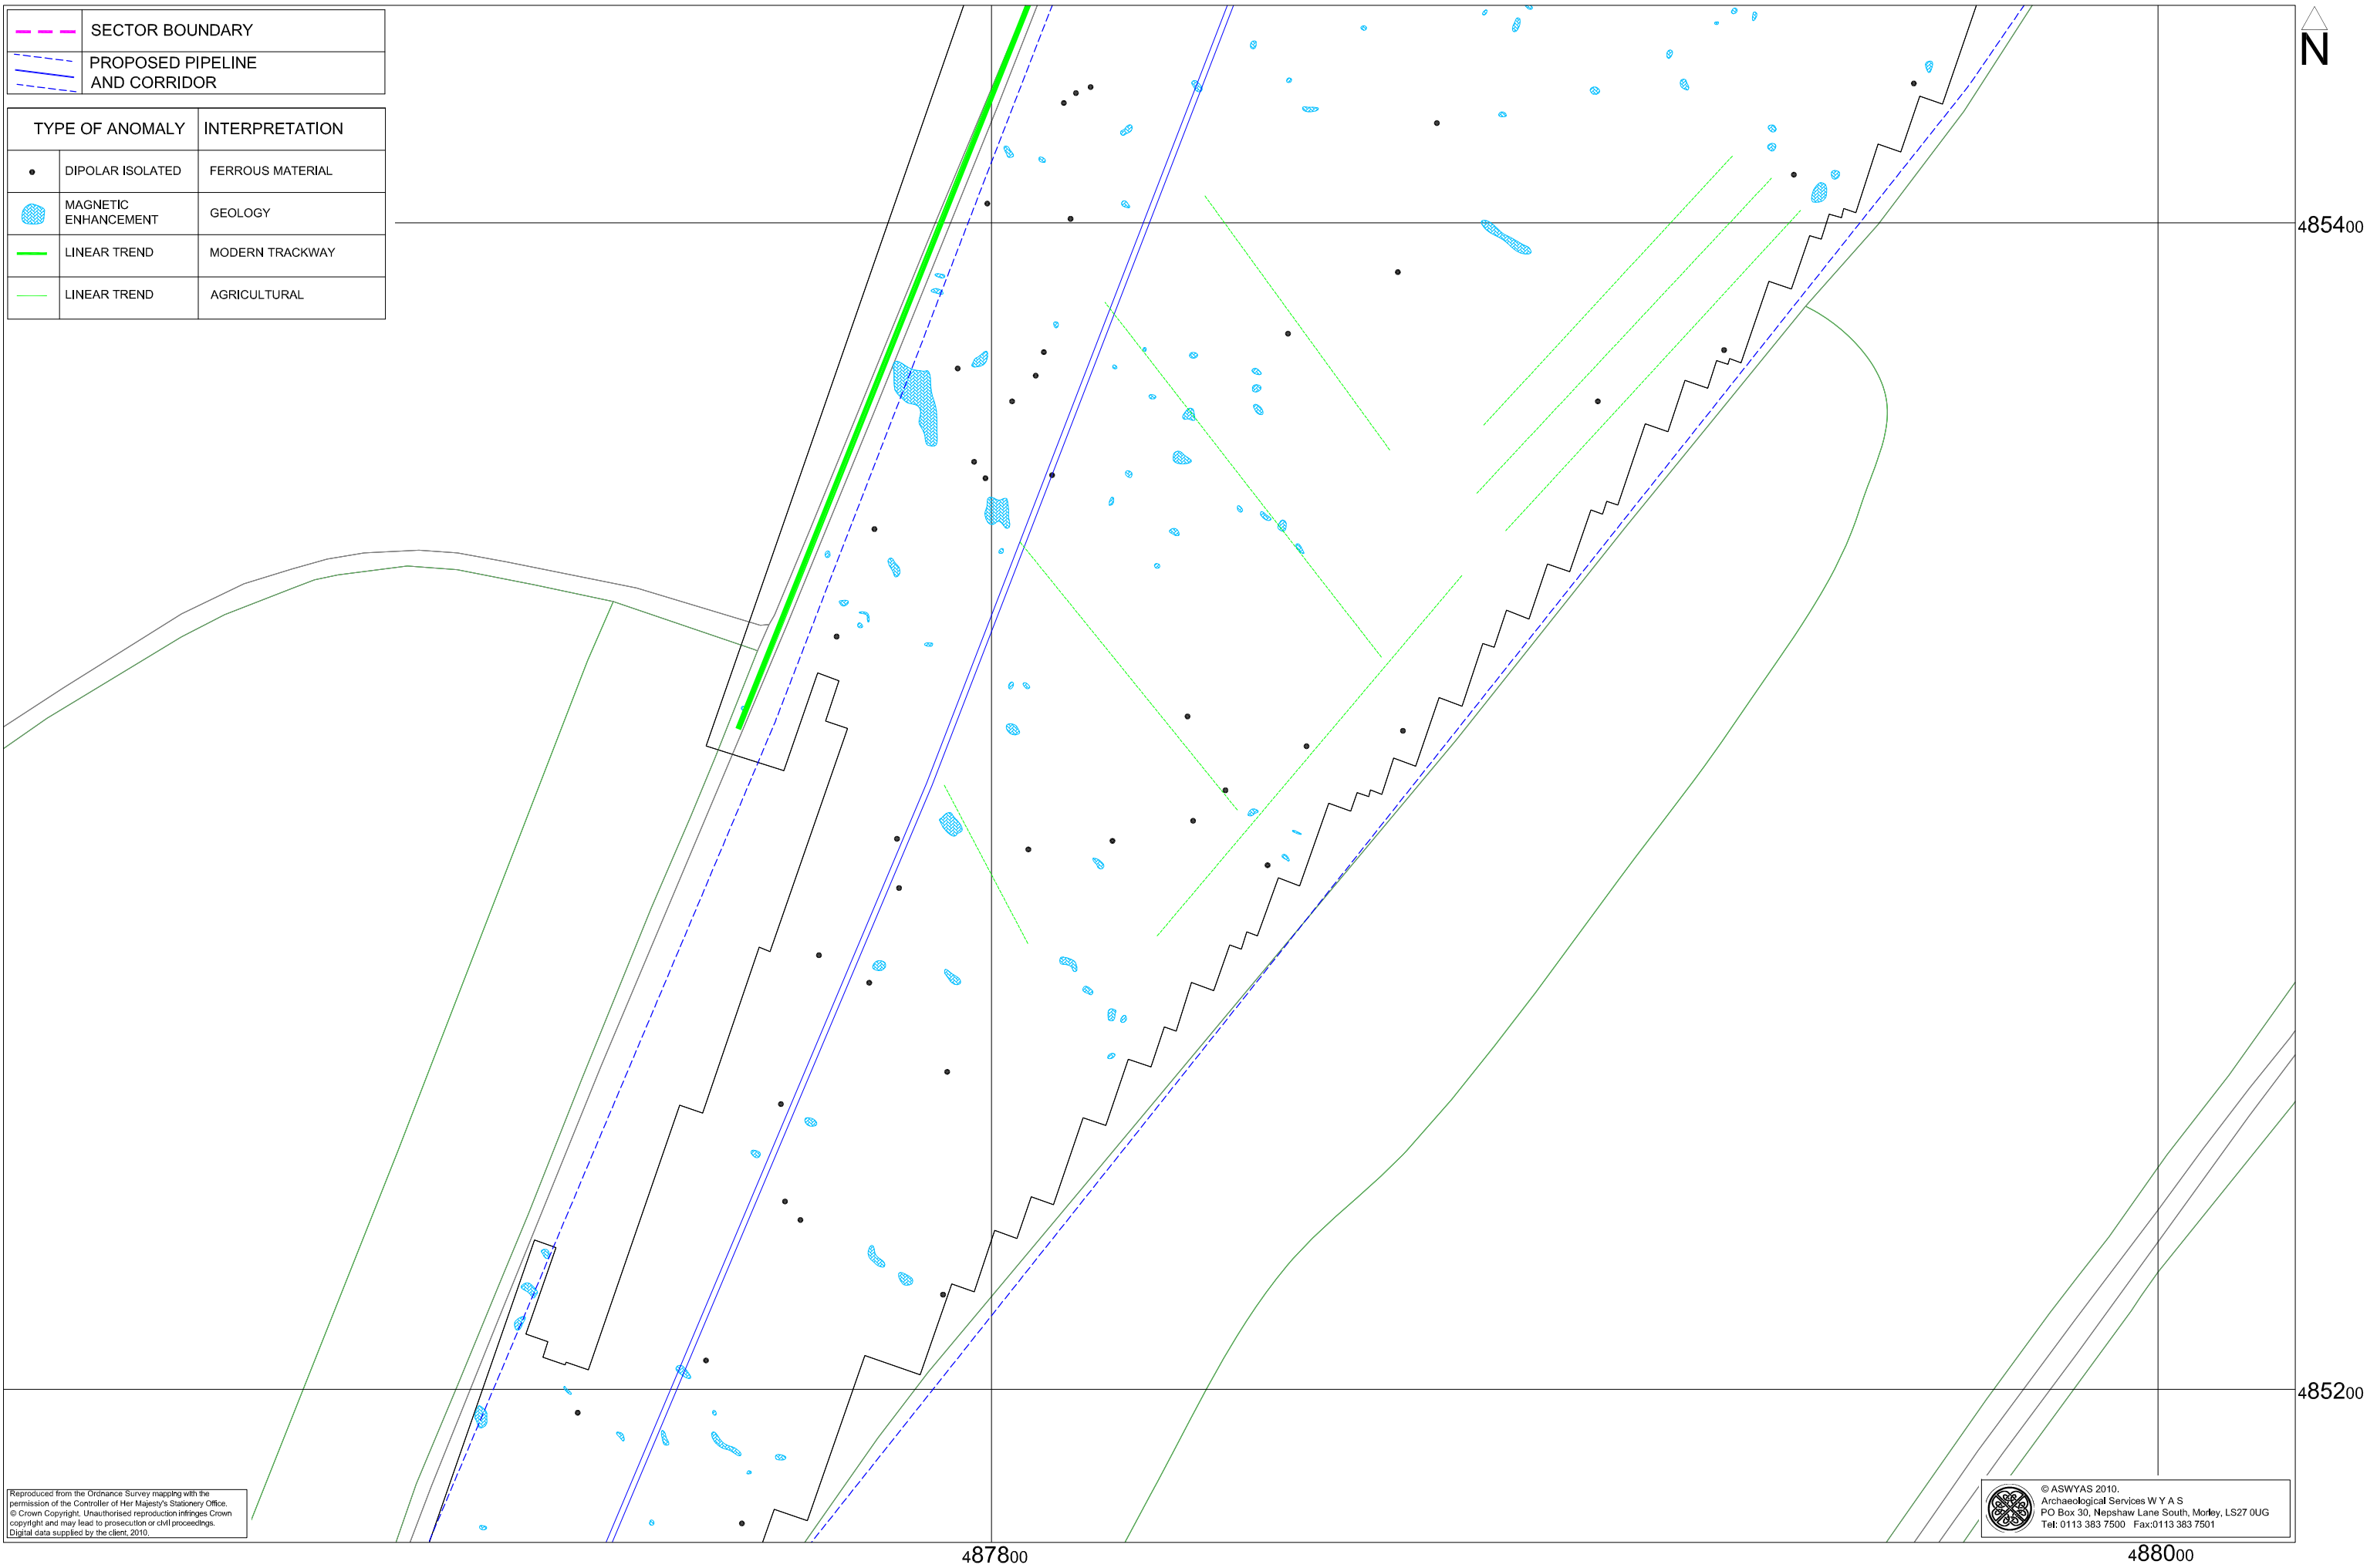 SECTOR BOUNDARY
PROPOSED PIPELINE
AND CORRIDOR
TYPE OF ANOMALY INTERPRETATION
DIPOLAR ISOLATED FERROUS MATERIAL
MAGNETIC
ENHANCEMENT GEOLOGY
LINEAR TREND MODERN TRACKWAY
LINEAR TREND AGRICULTURAL
N
485400
485200
487800
488000
Reproduced from the Ordnance Survey mapping with the
permission of the Controller of Her Majesty's Stationery Office.
© Crown Copyright. Unauthorised reproduction infringes Crown
copyright and may lead to prosecution or civil proceedings.
Digital data supplied by the client, 2010.
© ASWYAS 2010.
Archaeological Services W Y A S
PO Box 30, Nepshaw Lane South, Morley, LS27 0UG
Tel: 0113 383 7500 Fax:0113 383 7501